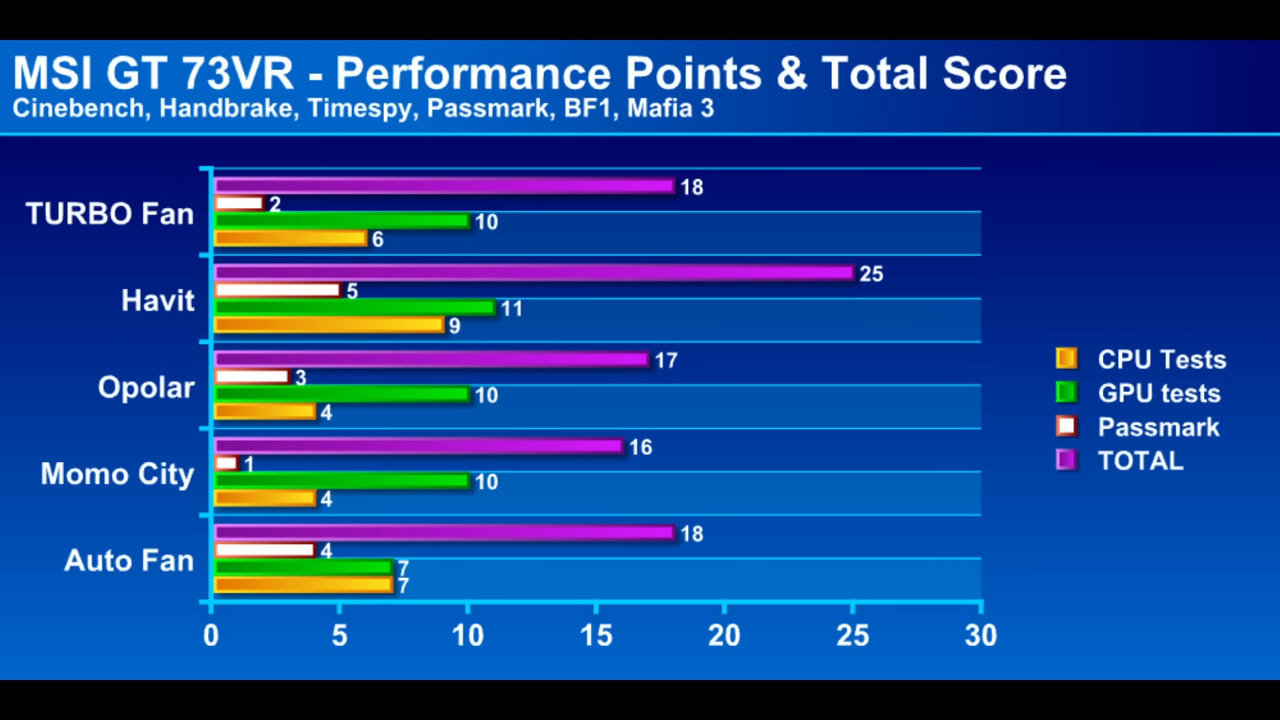 MSI GT 73VR - Performance Points & Total Score
Cinebench, Handbrake, Timespy, Passmark, BF1, Mafia 3
TURBO Fan
18
2
10
6
Havit
25
5
11
9
Opolar
17
3
10
4
Momo City
16
1
10
4
Auto Fan
18
4
7
7
0 5 10 15 20 25 30
CPU Tests
GPU tests
Passmark
TOTAL